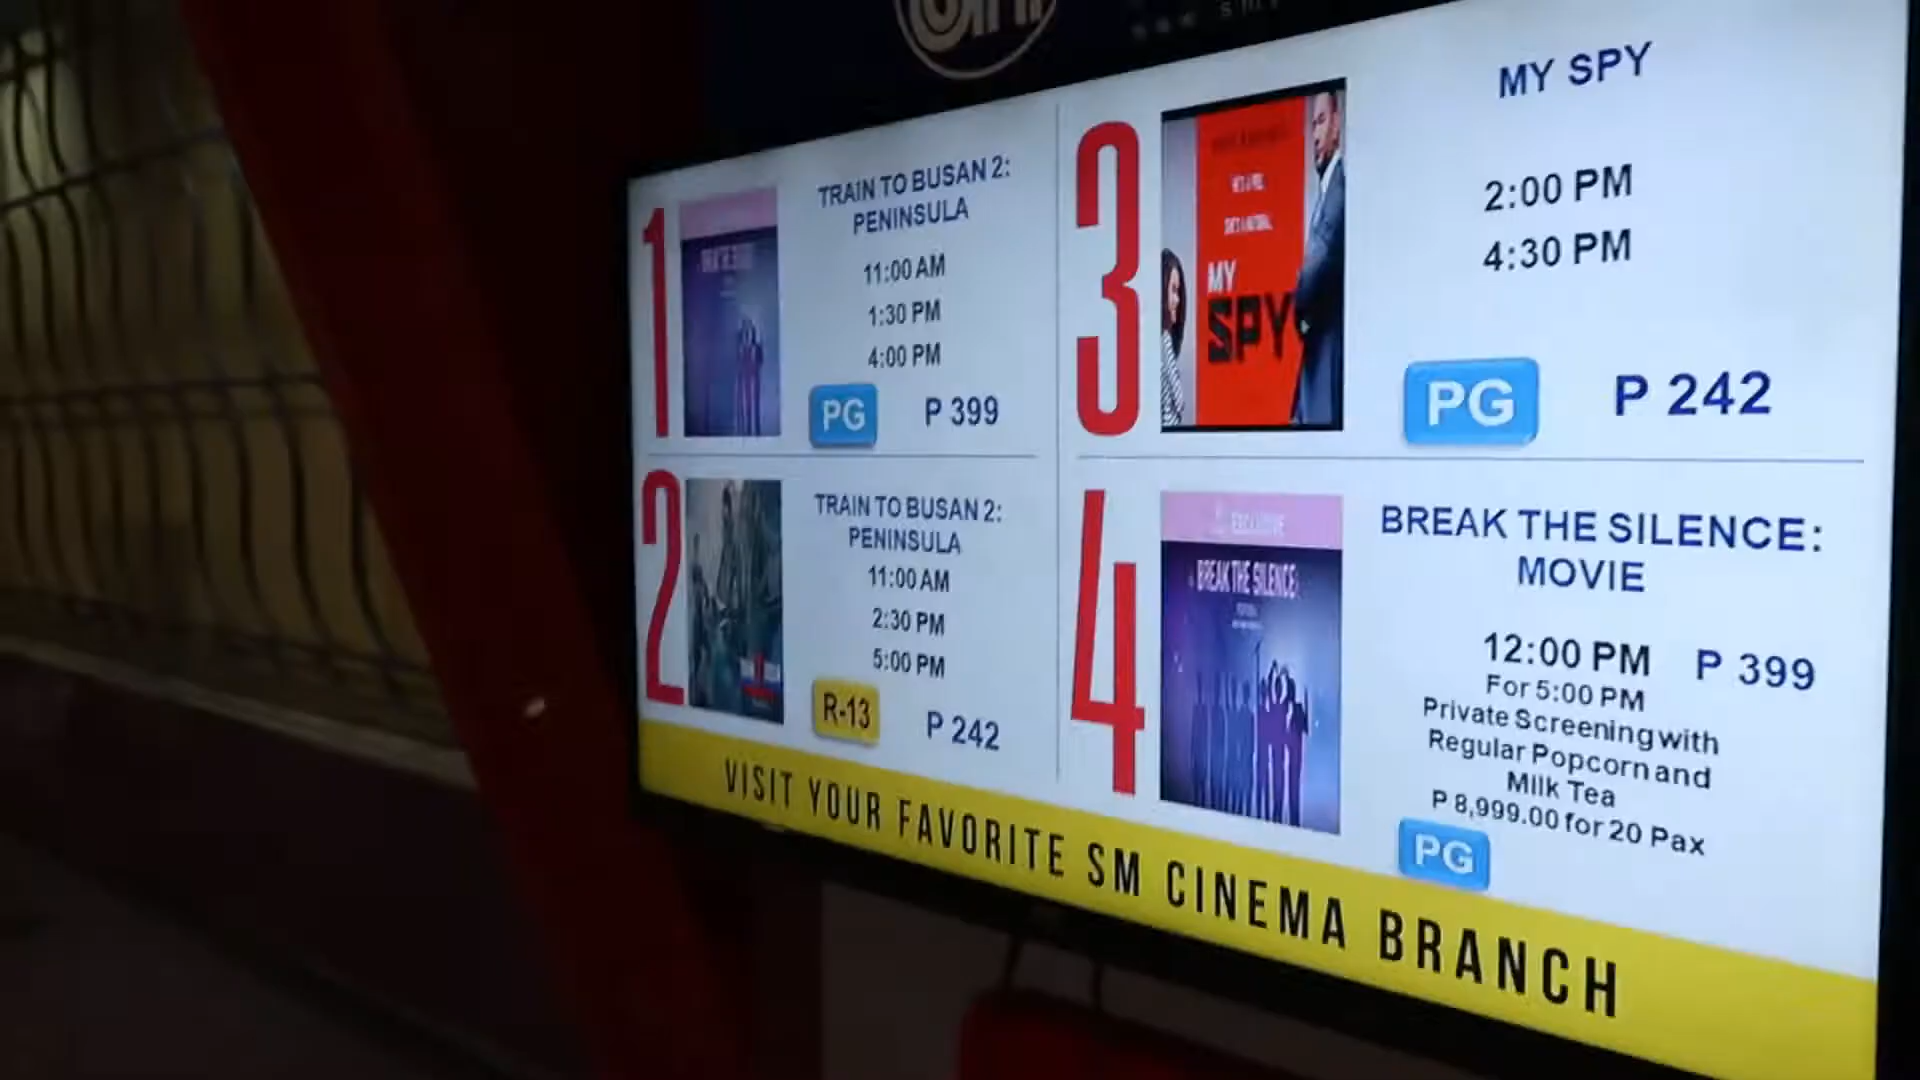 1
BREAK THE SILENCE
TRAIN TO BUSAN 2:
PENINSULA
11:00 AM
1:30 PM
4:00 PM
PG
P 399
2
TRAIN TO BUSAN 2:
PENINSULA
11:00 AM
2:30 PM
5:00 PM
R-13
P 242
3
MY
SPY
MY SPY
2:00 PM
4:30 PM
PG
P 242
4
EXCLUSIVE
BREAK THE SILENCE
BREAK THE SILENCE:
MOVIE
12:00 PM P 399
For 5:00 PM
Private Screening with
Regular Popcorn and
Milk Tea
P 8,999.00 for 20 Pax
PG
VISIT YOUR FAVORITE SM CINEMA BRANCH